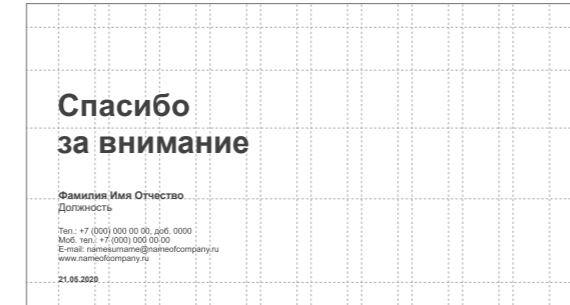 Спасибо
за внимание
Фамилия Имя Отчество
Должность
Тел.: +7 (000) 000 00 00, доб. 0000
Моб. тел.: +7 (000) 000 00 00
E-mail: namesurname@nameofcompany.ru
www.nameofcompany.ru
21.05.2020